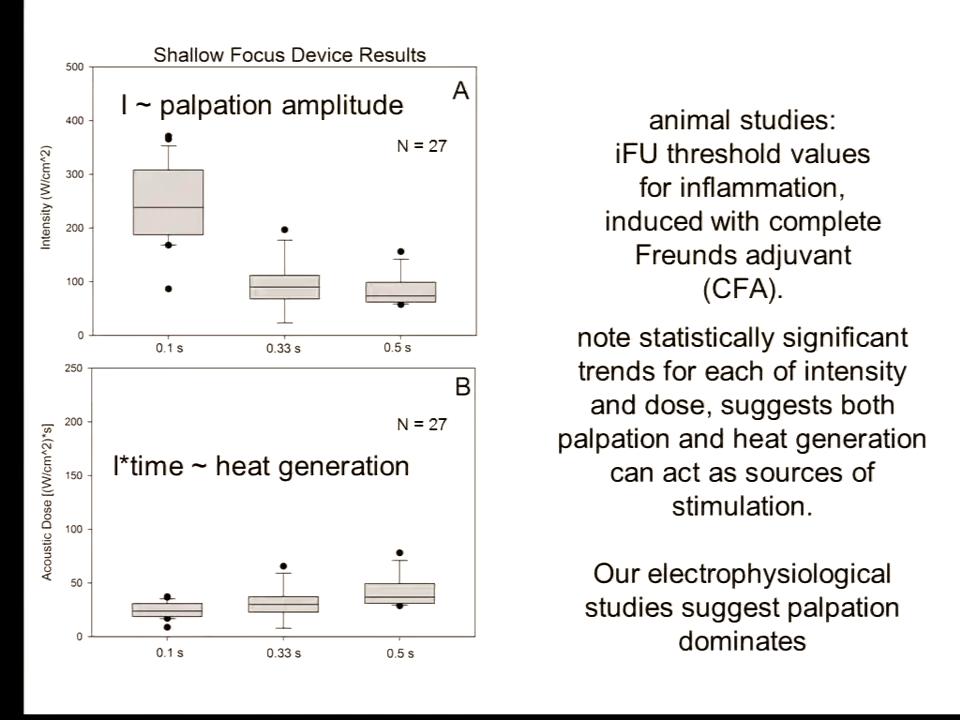 Shallow Focus Device Results
500
400
300
200
100
0
Intensity (W/cm^2)
I ~ palpation amplitude
A
N = 27
0.1 s
0.33 s
0.5 s
250
200
150
100
50
0
Acoustic Dose [(W/cm^2)*s]
B
N = 27
I*time ~ heat generation
0.1 s
0.33 s
0.5 s
animal studies:
iFU threshold values
for inflammation,
induced with complete
Freunds adjuvant
(CFA).
note statistically significant
trends for each of intensity
and dose, suggests both
palpation and heat generation
can act as sources of
stimulation.
Our electrophysiological
studies suggest palpation
dominates